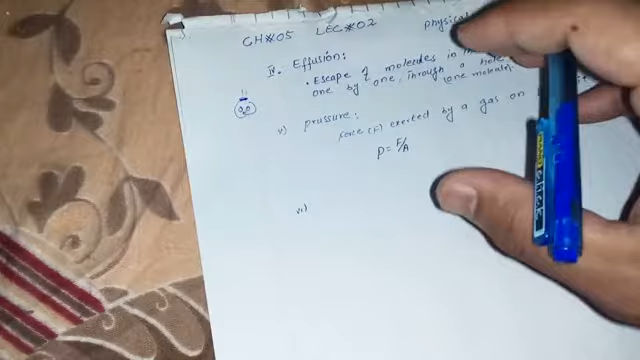 CH#05 LEC#02 physical
IV. Effusion:
• Escape of molecules in
one by one, through a hole
(one molecule
v) pressure:
force (F) exerted by a gas on
P = F/A
vi)